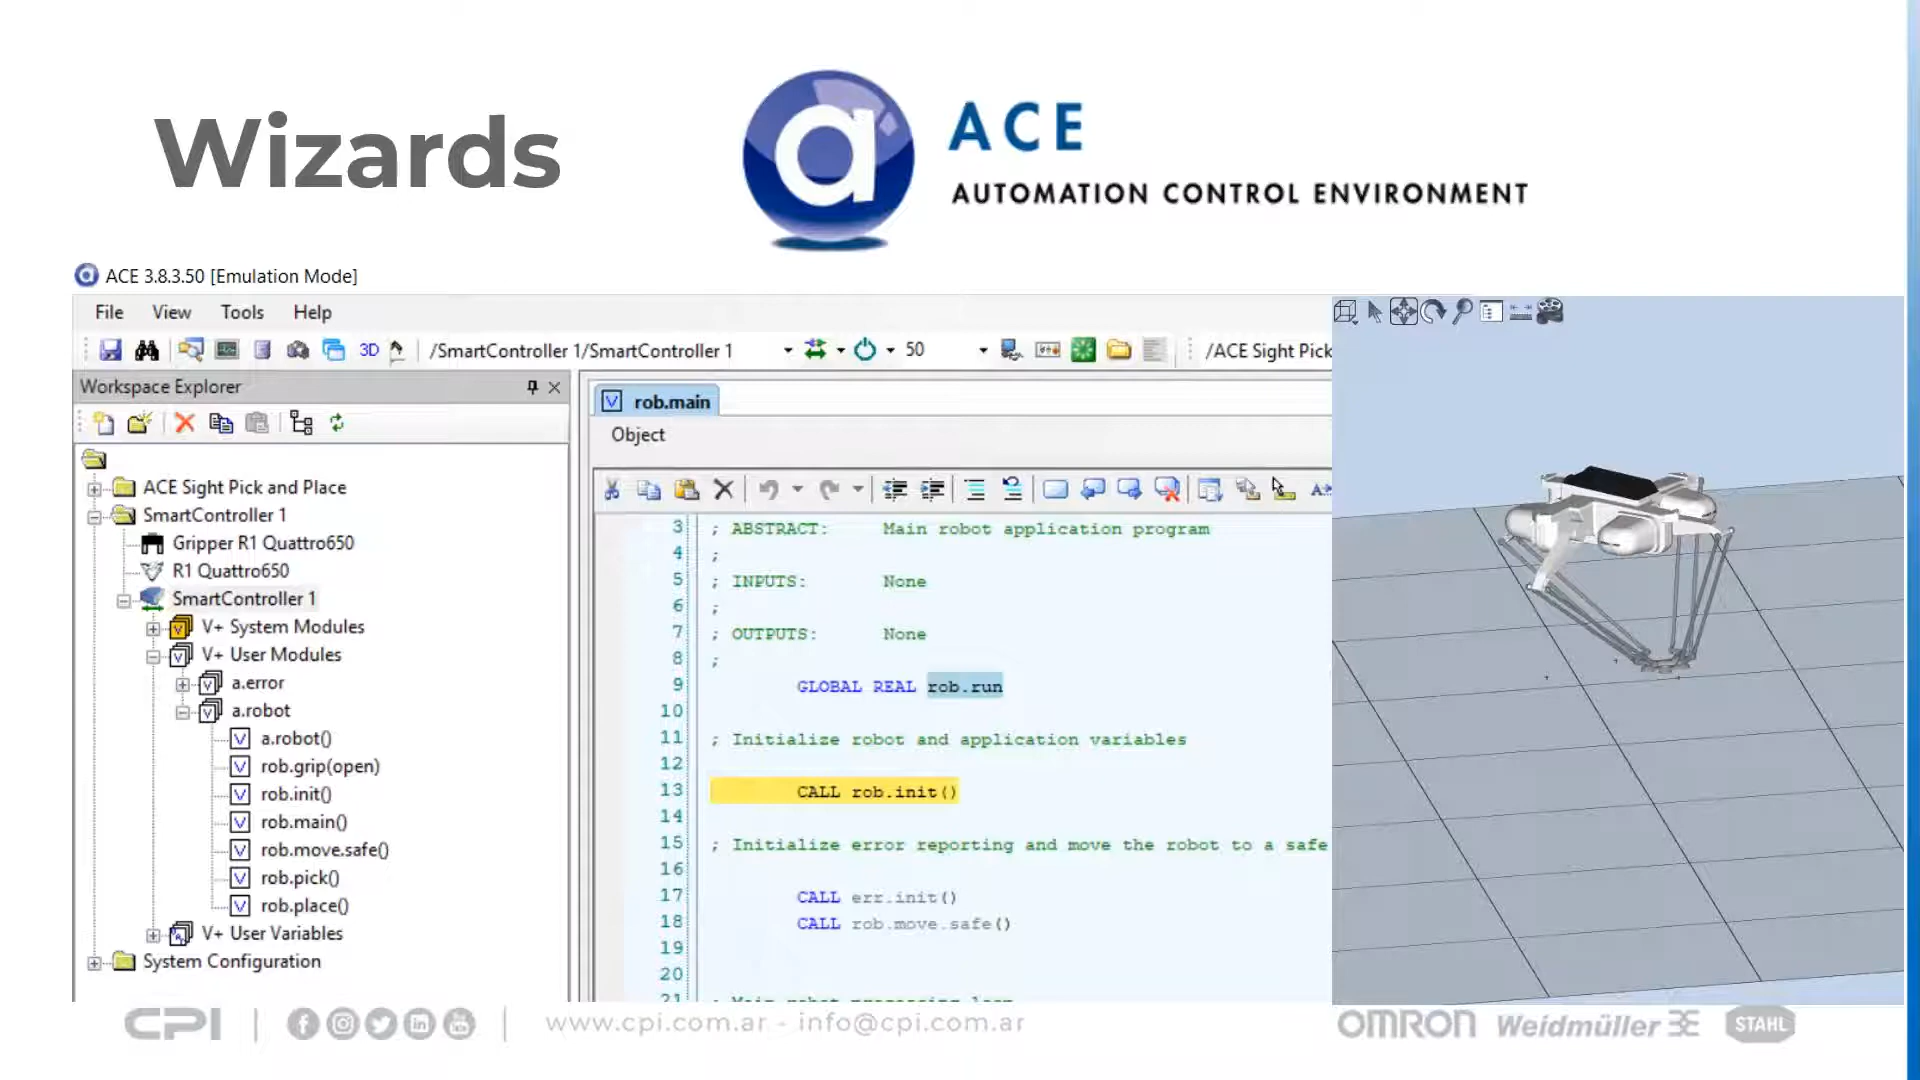 Wizards
ACE
AUTOMATION CONTROL ENVIRONMENT
ACE 3.8.3.50 [Emulation Mode]
File View Tools Help
3D /SmartController 1/SmartController 1 50 /ACE Sight Pick
Workspace Explorer
ACE Sight Pick and Place
SmartController 1
Gripper R1 Quattro650
R1 Quattro650
SmartController 1
V+ System Modules
V+ User Modules
a.error
a.robot
a.robot()
rob.grip(open)
rob.init()
rob.main()
rob.move.safe()
rob.pick()
rob.place()
V+ User Variables
System Configuration
rob.main
Object
3 ; ABSTRACT: Main robot application program
4 ;
5 ; INPUTS: None
6 ;
7 ; OUTPUTS: None
8 ;
9 GLOBAL REAL rob.run
10
11 ; Initialize robot and application variables
12
13 CALL rob.init()
14
15 ; Initialize error reporting and move the robot to a safe
16
17 CALL err.init()
18 CALL rob.move.safe()
19
20
21 ; Main robot processing loop
CPI | | www.cpi.com.ar - info@cpi.com.ar
OMRON Weidmüller STAHL